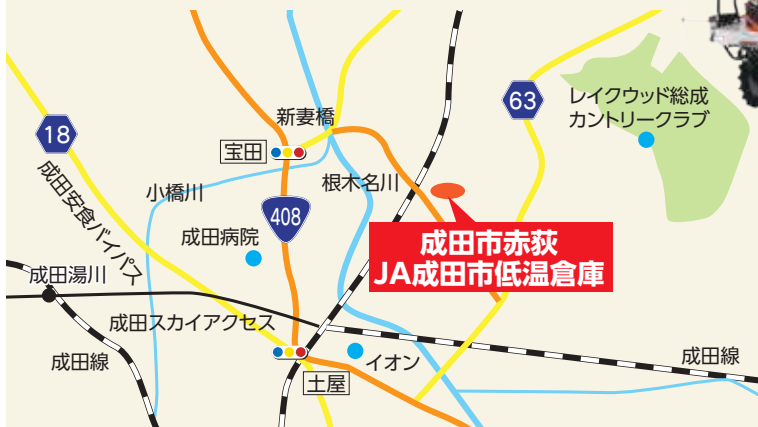 18
新妻橋
63
レイクウッド総成
カントリークラブ
宝田
成田安食バイパス
小橋川
根木名川
408
成田病院
成田市赤荻
JA成田市低温倉庫
成田湯川
成田スカイアクセス
成田線
イオン
成田線
土屋